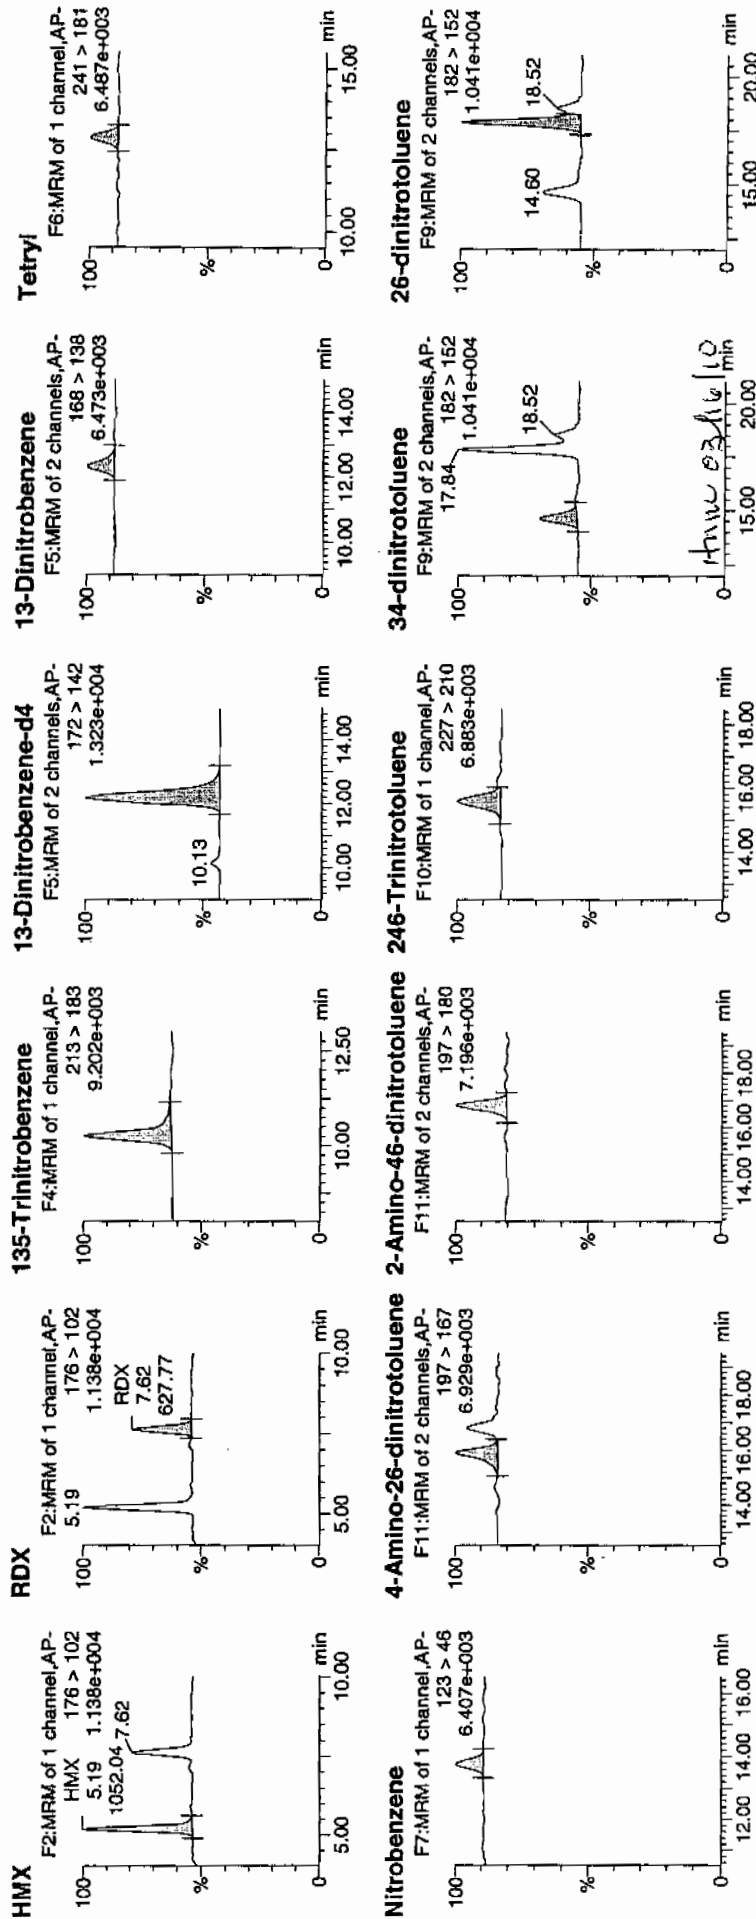 HMX
F2:MRM of 1 channel,AP-
176 > 102
1.138e+004
HMX
5.19
1052.04
7.62
100
%
0
5.00
10.00
min
RDX
F2:MRM of 1 channel,AP-
176 > 102
1.138e+004
5.19
RDX
7.62
627.77
100
%
0
5.00
10.00
min
135-Trinitrobenzene
F4:MRM of 1 channel,AP-
213 > 183
9.202e+003
100
%
0
10.00
12.50
min
13-Dinitrobenzene-d4
F5:MRM of 2 channels,AP-
172 > 142
1.323e+004
10.13
100
%
0
10.00
12.00
14.00
min
13-Dinitrobenzene
F5:MRM of 2 channels,AP-
168 > 138
6.473e+003
100
%
0
10.00
12.00
14.00
min
Tetryl
F6:MRM of 1 channel,AP-
241 > 181
6.487e+003
100
%
0
10.00
15.00
min
Nitrobenzene
F7:MRM of 1 channel,AP-
123 > 46
6.407e+003
100
%
0
12.00
14.00
16.00
min
4-Amino-26-dinitrotoluene
F11:MRM of 2 channels,AP-
197 > 167
6.929e+003
100
%
0
14.00
16.00
18.00
min
2-Amino-46-dinitrotoluene
F11:MRM of 2 channels,AP-
197 > 180
7.196e+003
100
%
0
14.00
16.00
18.00
min
246-Trinitrotoluene
F10:MRM of 1 channel,AP-
227 > 210
6.883e+003
100
%
0
14.00
16.00
18.00
min
34-dinitrotoluene
F9:MRM of 2 channels,AP-
182 > 152
1.041e+004
17.84
18.52
100
%
0
15.00
20.00
min
03/16/10
26-dinitrotoluene
F9:MRM of 2 channels,AP-
182 > 152
1.041e+004
14.60
18.52
100
%
0
15.00
20.00
min